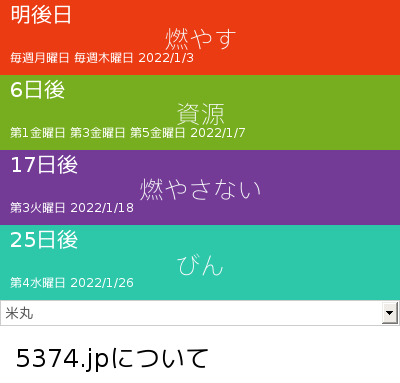 明後日
燃やす
毎週月曜日 毎週木曜日 2022/1/3
6日後
資源
第1金曜日 第3金曜日 第5金曜日 2022/1/7
17日後
燃やさない
第3火曜日 2022/1/18
25日後
びん
第4水曜日 2022/1/26
米丸
5374.jpについて